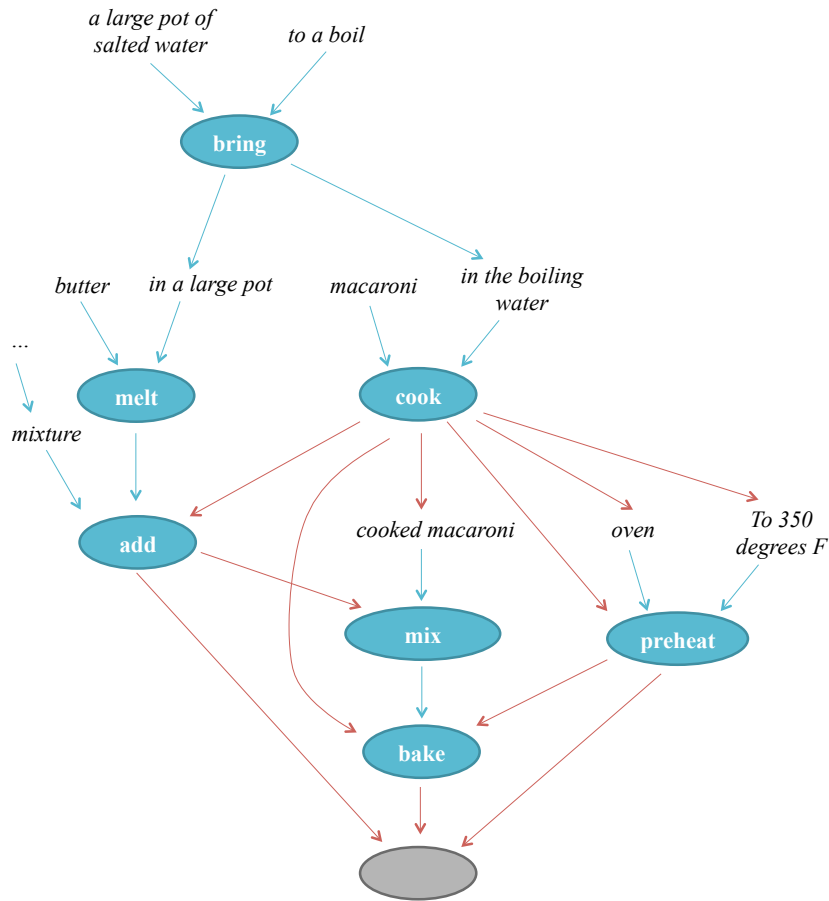 a large pot of
salted water
to a boil
bring
butter
in a large pot
macaroni
in the boiling
water
...
melt
cook
mixture
add
cooked macaroni
oven
To 350
degrees F
mix
preheat
bake